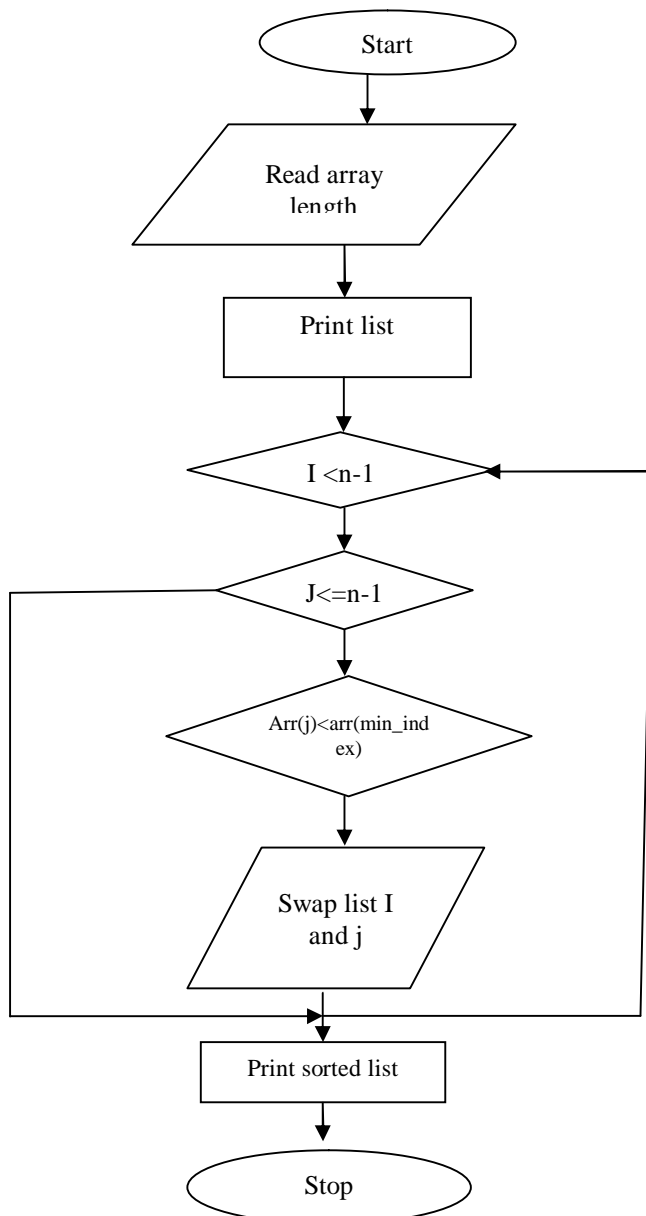 Start
Read array
length
Print list
I <n-1
J<=n-1
Arr(j)<arr(min_ind
ex)
Swap list I
and j
Print sorted list
Stop